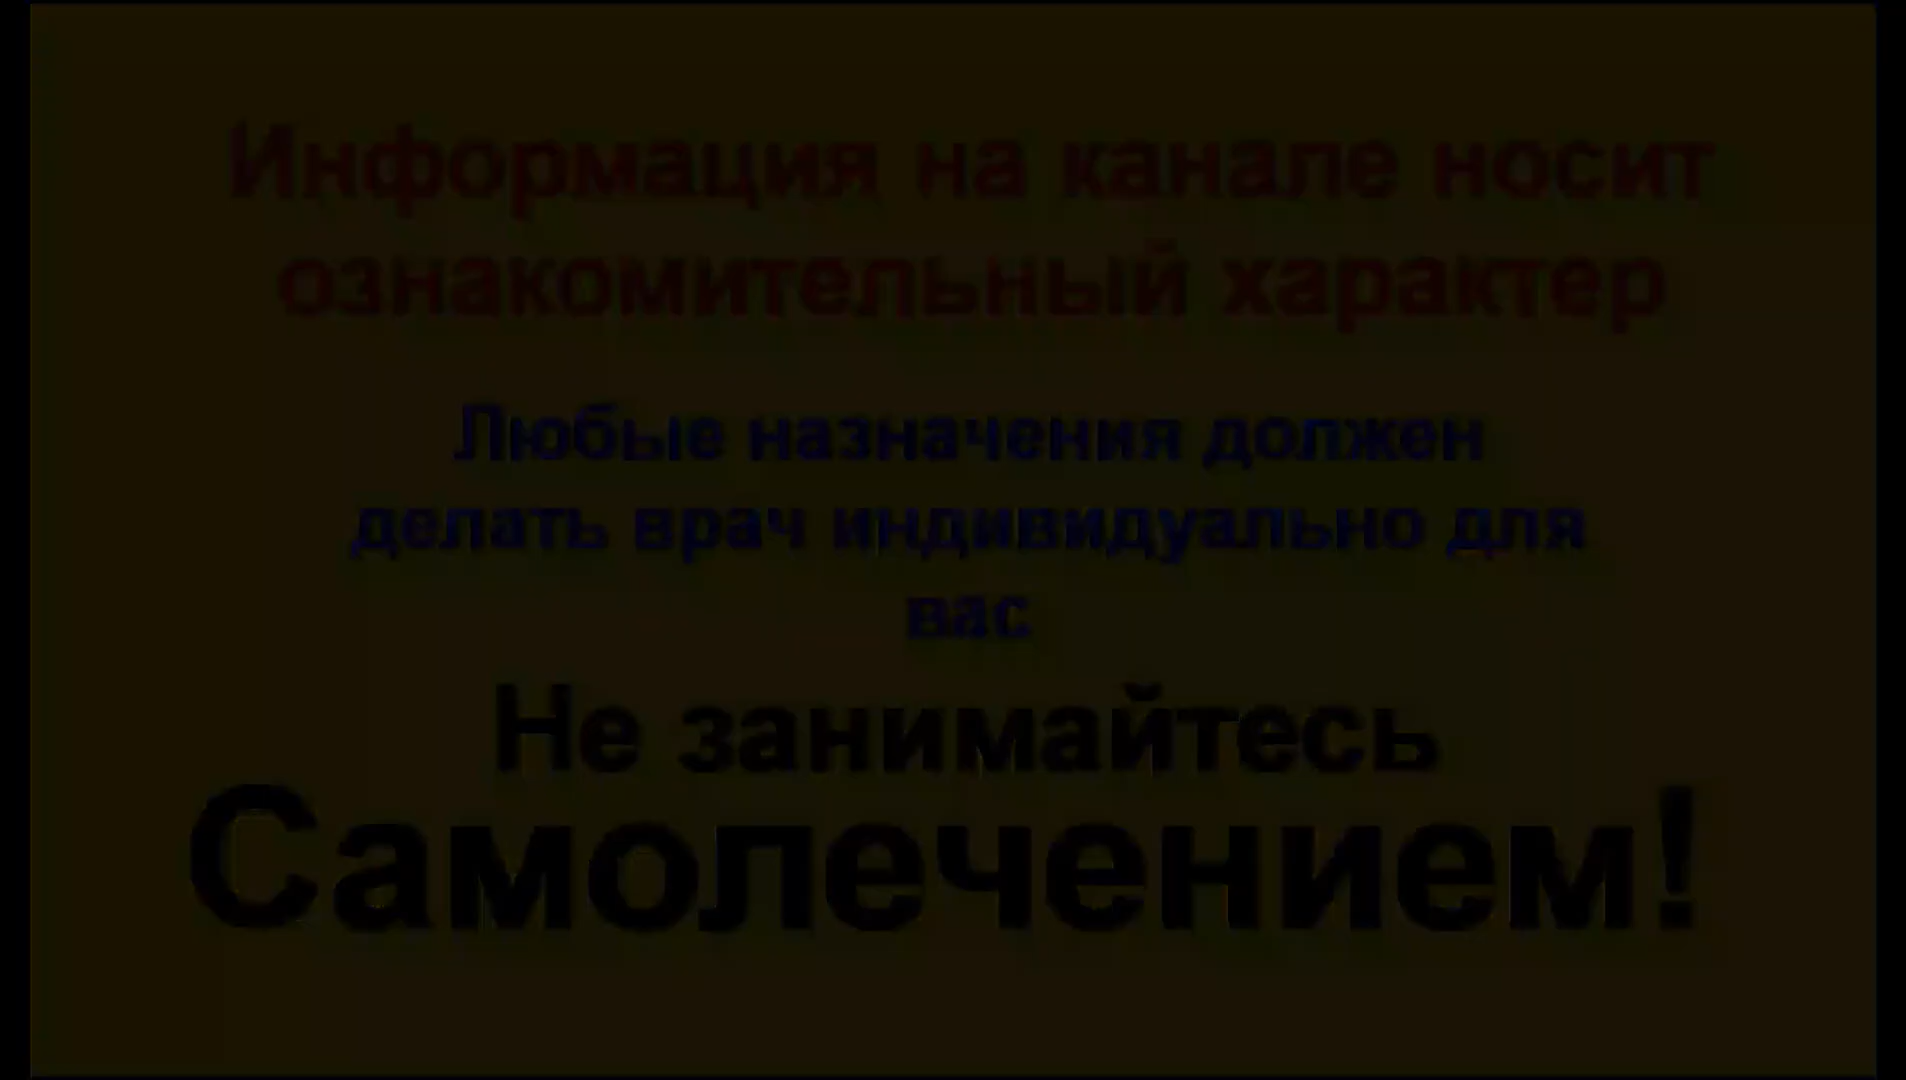 Информация на канале носит
ознакомительный характер
Любые назначения должен
делать врач индивидуально для
вас
Не занимайтесь
Самолечением!